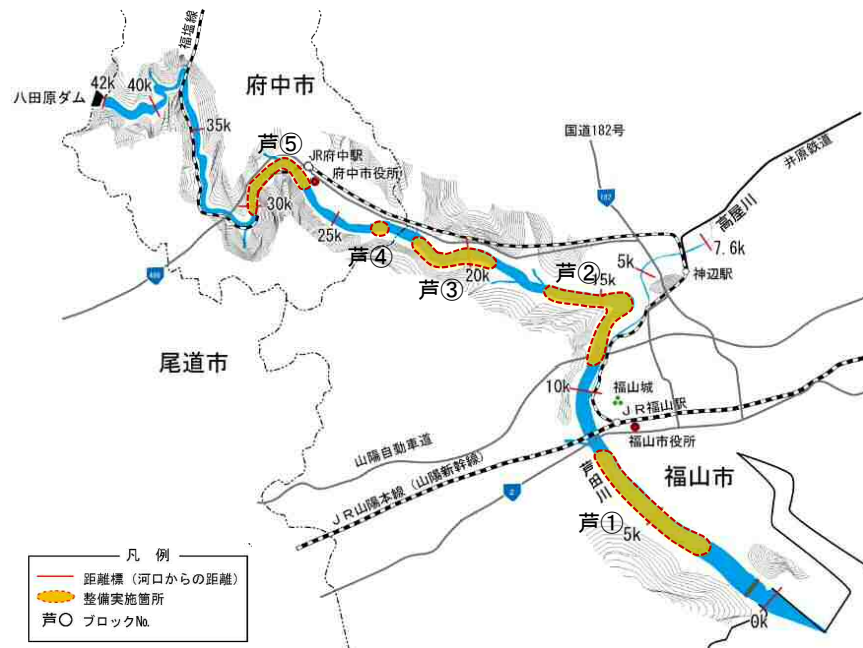 福塩線
42k
40k
八田原ダム
府中市
35k
国道182号
芦⑤
JR府中駅
府中市役所
井原鉄道
182
高屋川
30k
25k
7.6k
5k
芦④
芦②
神辺駅
20k
15k
486
芦③
尾道市
10k
福山城
JR福山駅
福山市役所
山陽自動車道
芦田川
福山市
JR山陽本線（山陽新幹線）
2
芦①
5k
0k
凡 例
距離標（河口からの距離）
整備実施箇所
芦〇 ブロックNo.